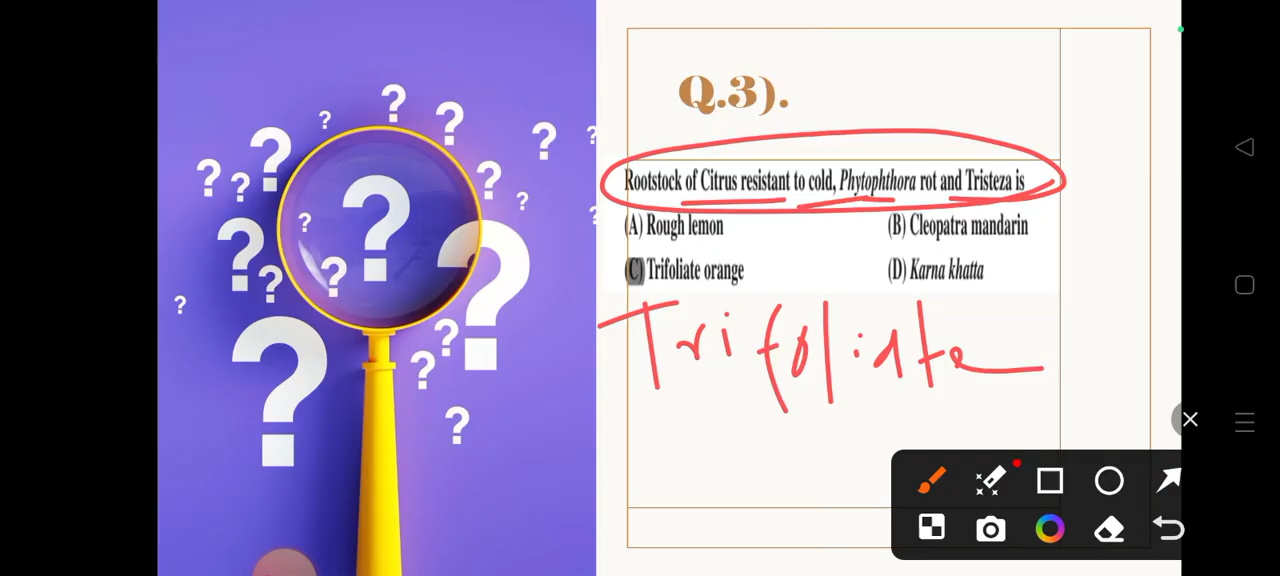 Q.3).
Rootstock of Citrus resistant to cold, Phytophthora rot and Tristeza is
(A) Rough lemon (B) Cleopatra mandarin
(C) Trifoliate orange (D) Karna khatta
Trifoliate